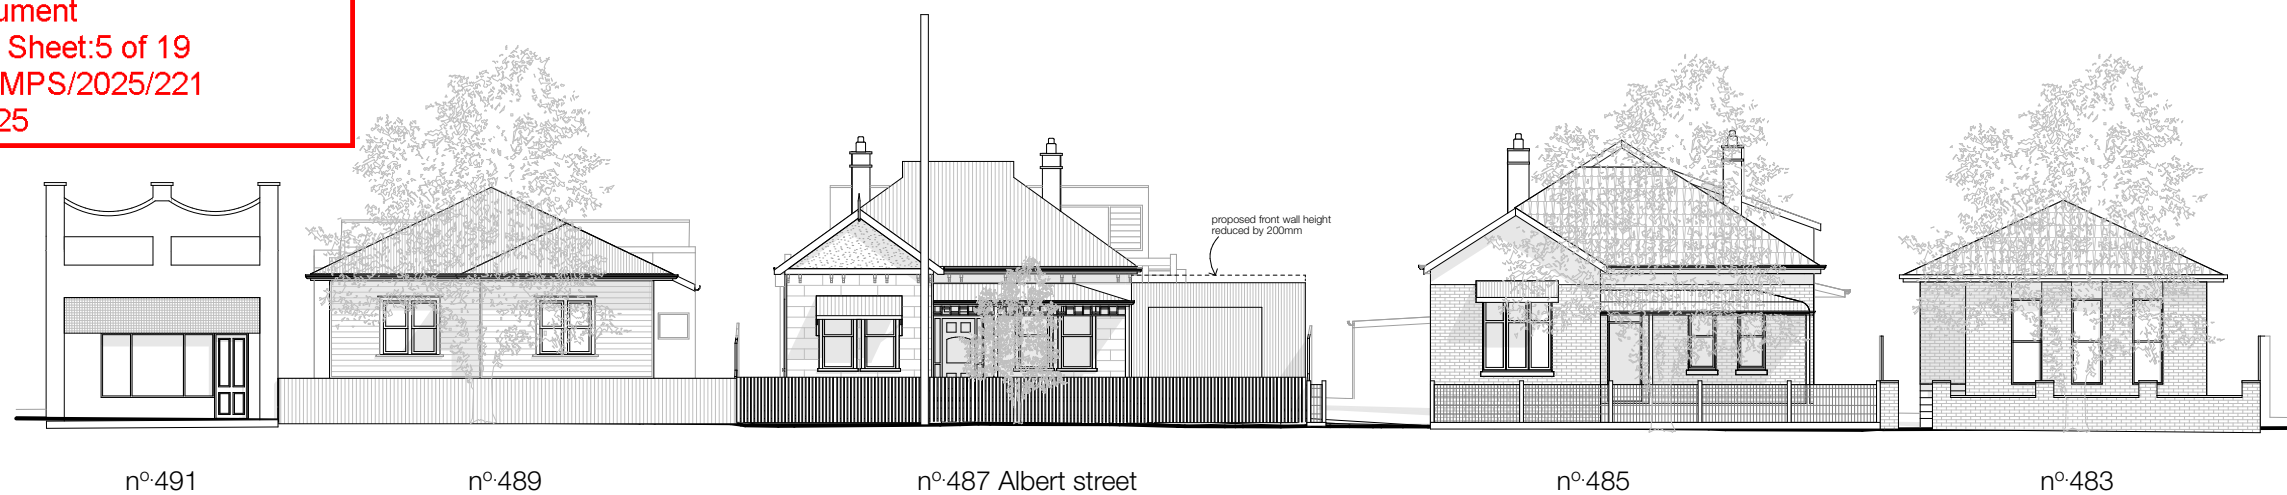 Sheet:5 of 19
MPS/2025/221
25
proposed front wall height
reduced by 200mm
nº·491
nº·489
nº·487 Albert street
nº·485
nº·483